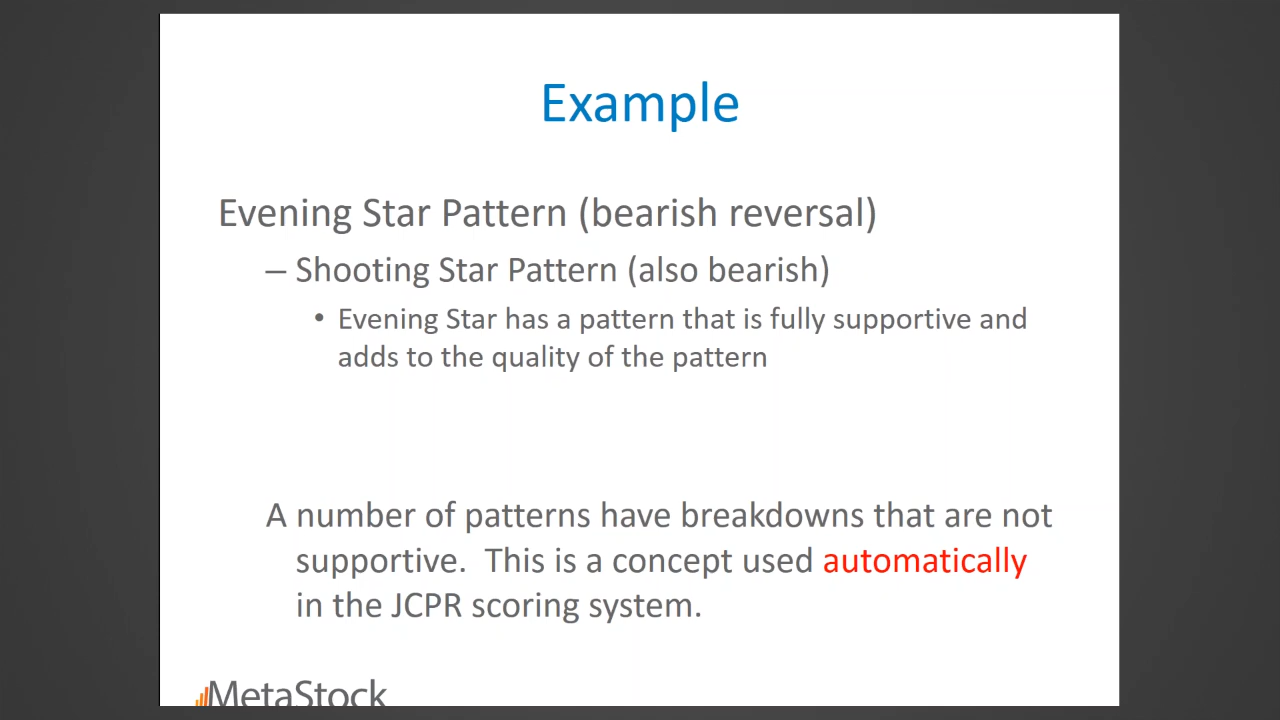 Example
Evening Star Pattern (bearish reversal)
– Shooting Star Pattern (also bearish)
• Evening Star has a pattern that is fully supportive and
adds to the quality of the pattern
A number of patterns have breakdowns that are not
supportive.  This is a concept used automatically
in the JCPR scoring system.
MetaStock